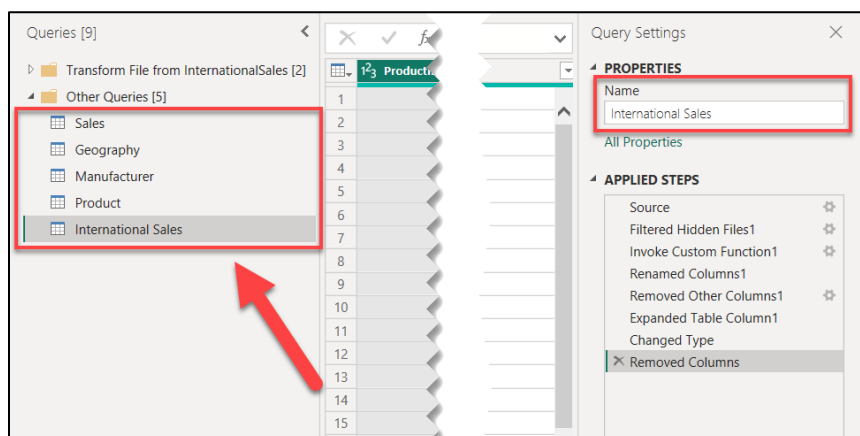 Queries [9]
Transform File from InternationalSales [2]
Other Queries [5]
Sales
Geography
Manufacturer
Product
International Sales
fx
1²3
1
2
3
4
5
6
7
8
9
10
11
12
13
14
15
Query Settings
PROPERTIES
Name
International Sales
All Properties
APPLIED STEPS
Source
Filtered Hidden Files1
Invoke Custom Function1
Renamed Columns1
Removed Other Columns1
Expanded Table Column1
Changed Type
Removed Columns